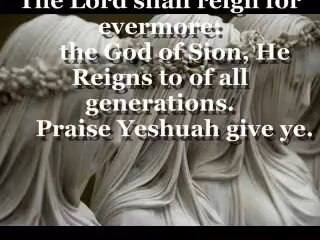 The Lord shall reign for
evermore;
the God of Sion, He
Reigns to of all
generations.
Praise Yeshuah give ye.